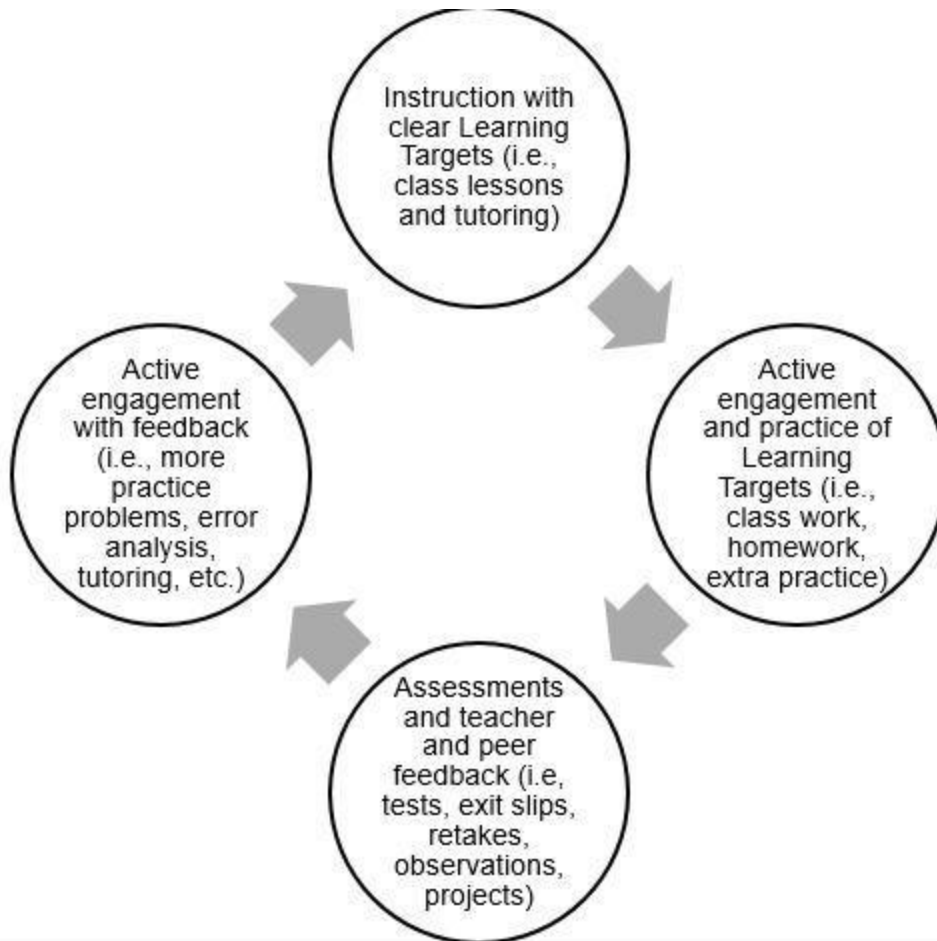 Instruction with
clear Learning
Targets (i.e.,
class lessons
and tutoring)
Active
engagement
and practice of
Learning
Targets (i.e.,
class work,
homework,
extra practice)
Assessments
and teacher
and peer
feedback (i.e,
tests, exit slips,
retakes,
observations,
projects)
Active
engagement
with feedback
(i.e., more
practice
problems, error
analysis,
tutoring, etc.)